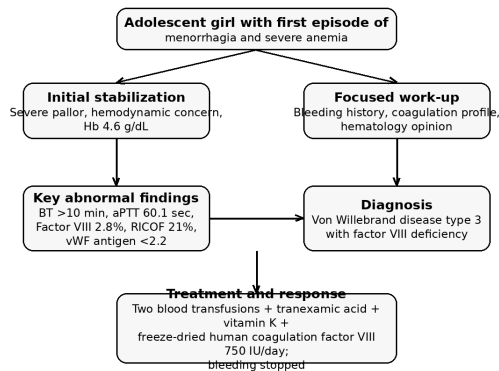 Adolescent girl with first episode of
menorrhagia and severe anemia
Initial stabilization
Severe pallor, hemodynamic concern,
Hb 4.6 g/dL
Focused work-up
Bleeding history, coagulation profile,
hematology opinion
Key abnormal findings
BT >10 min, aPTT 60.1 sec,
Factor VIII 2.8%, RICOF 21%,
vWF antigen <2.2
Diagnosis
Von Willebrand disease type 3
with factor VIII deficiency
Treatment and response
Two blood transfusions + tranexamic acid +
vitamin K +
freeze-dried human coagulation factor VIII
750 IU/day;
bleeding stopped